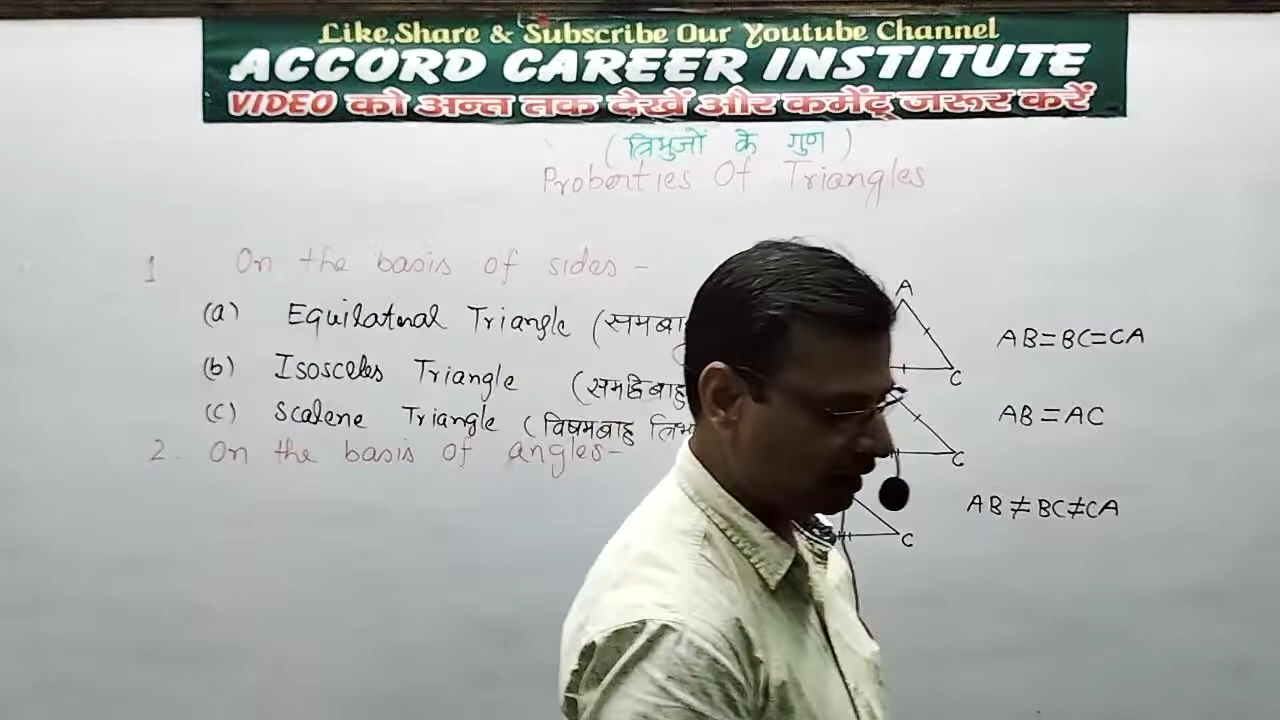 Like,Share & Subscribe Our Youtube Channel
ACCORD CAREER INSTITUTE
VIDEO को अन्त तक देखें और कमेंट् जरूर करें
(त्रिभुजों के गुण)
Properties Of Triangles
1 On the basis of sides -
(a) Equilateral Triangle (समबा
A
AB=BC=CA
C
(b) Isosceles Triangle (समद्विबाहु
AB = AC
(c) Scalene Triangle (विषमबाहु त्रिभु
C
2. On the basis of angles-
AB ≠ BC ≠ CA
C